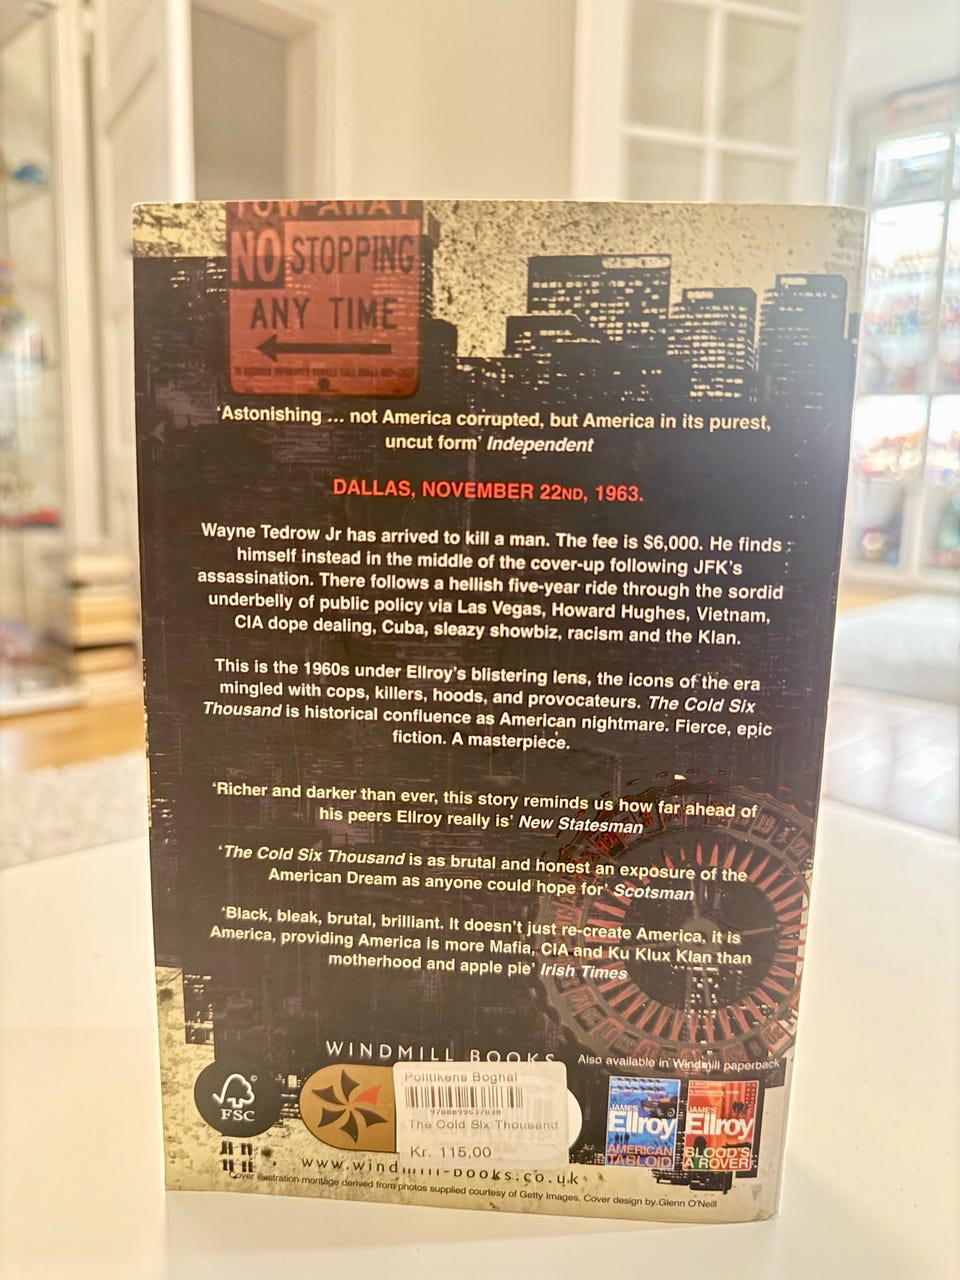 TOW-AWAY
NO STOPPING
ANY TIME
‘Astonishing ... not America corrupted, but America in its purest,
uncut form’ Independent
DALLAS, NOVEMBER 22ND, 1963.
Wayne Tedrow Jr has arrived to kill a man. The fee is $6,000. He finds
himself instead in the middle of the cover-up following JFK’s
assassination. There follows a hellish five-year ride through the sordid
underbelly of public policy via Las Vegas, Howard Hughes, Vietnam,
CIA dope dealing, Cuba, sleazy showbiz, racism and the Klan.
This is the 1960s under Ellroy’s blistering lens, the icons of the era
mingled with cops, killers, hoods, and provocateurs. The Cold Six
Thousand is historical confluence as American nightmare. Fierce, epic
fiction. A masterpiece.
‘Richer and darker than ever, this story reminds us how far ahead of
his peers Ellroy really is’ New Statesman
‘The Cold Six Thousand is as brutal and honest an exposure of the
American Dream as anyone could hope for’ Scotsman
‘Black, bleak, brutal, brilliant. It doesn’t just re-create America, it is
America, providing America is more Mafia, CIA and Ku Klux Klan than
motherhood and apple pie’ Irish Times
WINDMILL BOOKS
Also available in Windmill paperback
FSC
Politikens Boghal
The Cold Six Thousand
Kr. 115,00
JAMES
Ellroy
AMERICAN
TABLOID
JAMES
Ellroy
BLOOD'S
A ROVER
www.windmill-books.co.uk
Cover illustration montage derived from photos supplied courtesy of Getty Images. Cover design by Glenn O'Neill